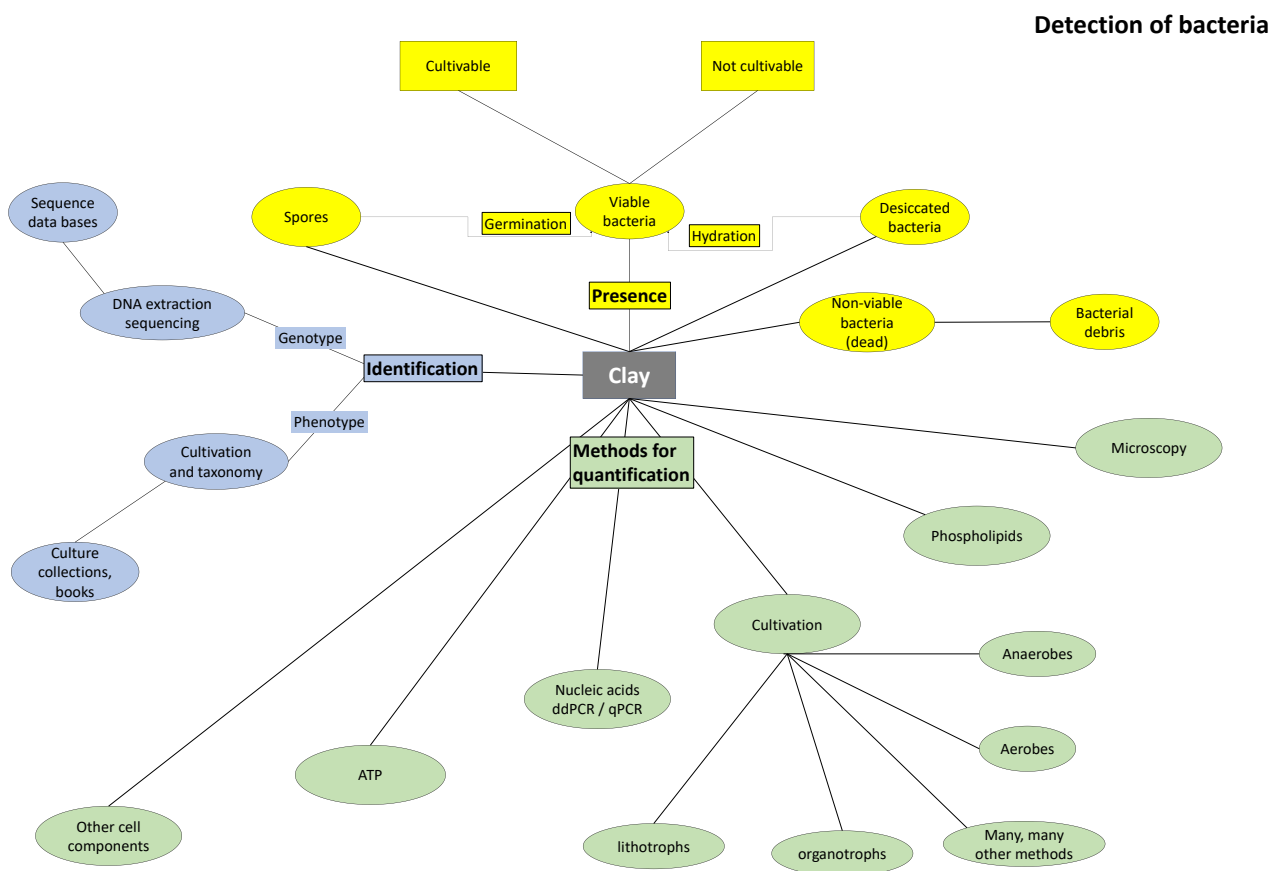 Detection of bacteria
Cultivable
Not cultivable
Sequence
data bases
Spores
Germination
Viable
bacteria
Hydration
Desiccated
bacteria
DNA extraction
sequencing
Presence
Non-viable
bacteria
(dead)
Bacterial
debris
Genotype
Identification
Clay
Phenotype
Cultivation
and taxonomy
Methods for
quantification
Microscopy
Culture
collections,
books
Phospholipids
Cultivation
Anaerobes
Nucleic acids
ddPCR / qPCR
Aerobes
ATP
Other cell
components
lithotrophs
organotrophs
Many, many
other methods